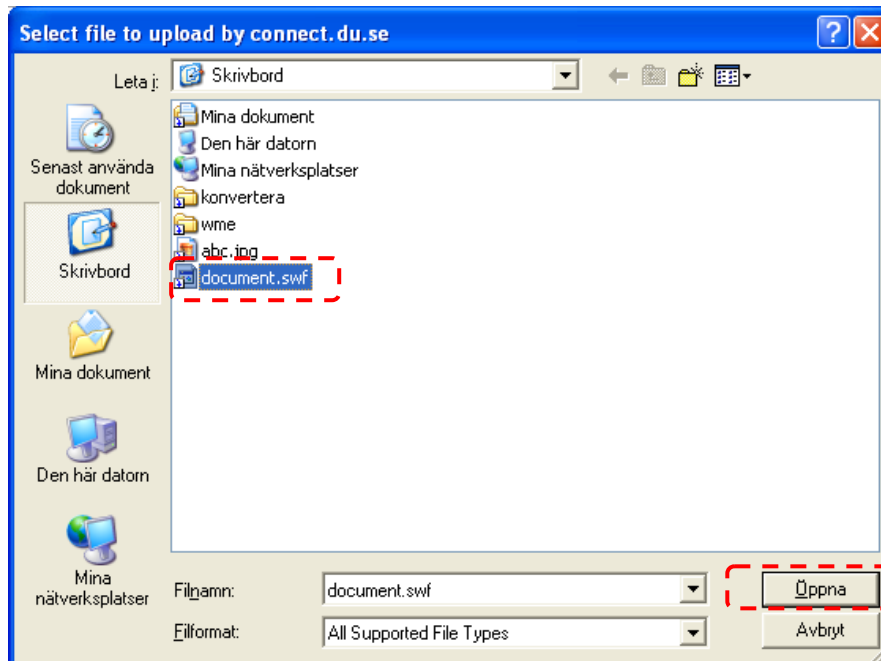 Select file to upload by connect.du.se
Leta i:
Skrivbord
Senast använda
dokument
Skrivbord
Mina dokument
Den här datorn
Mina
nätverksplatser
Mina dokument
Den här datorn
Mina nätverksplatser
konvertera
wme
abc.jpg
document.swf
Filnamn:
document.swf
Öppna
Filformat:
All Supported File Types
Avbryt